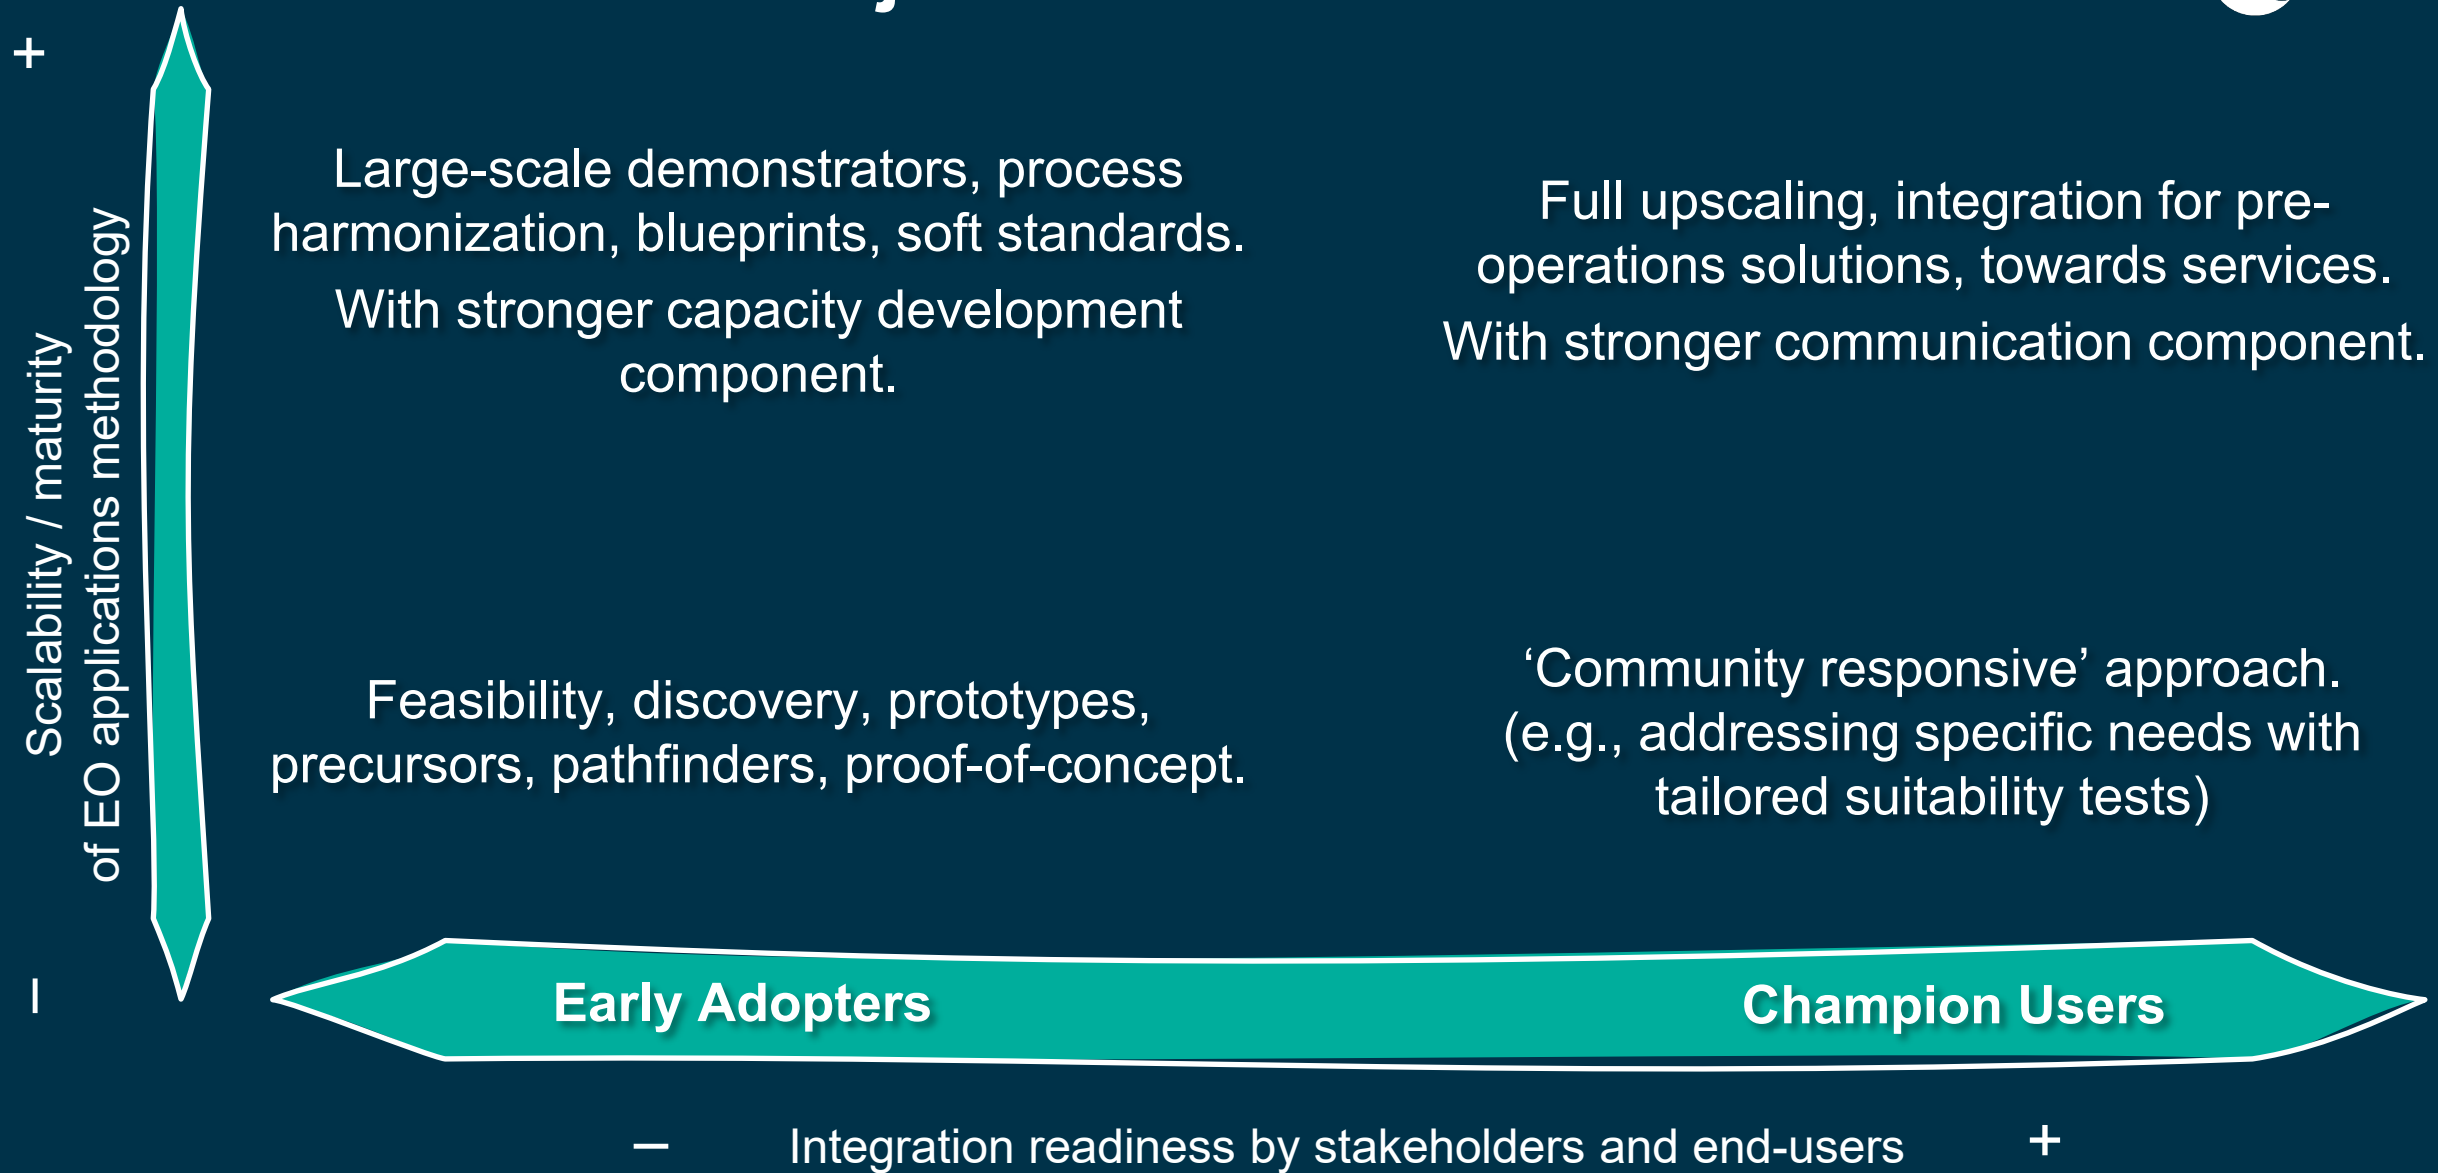 +
Scalability / maturity
of EO applications methodology
–
Large-scale demonstrators, process
harmonization, blueprints, soft standards.
With stronger capacity development
component.
Full upscaling, integration for pre-
operations solutions, towards services.
With stronger communication component.
Feasibility, discovery, prototypes,
precursors, pathfinders, proof-of-concept.
‘Community responsive’ approach.
(e.g., addressing specific needs with
tailored suitability tests)
Early Adopters
Champion Users
– Integration readiness by stakeholders and end-users +